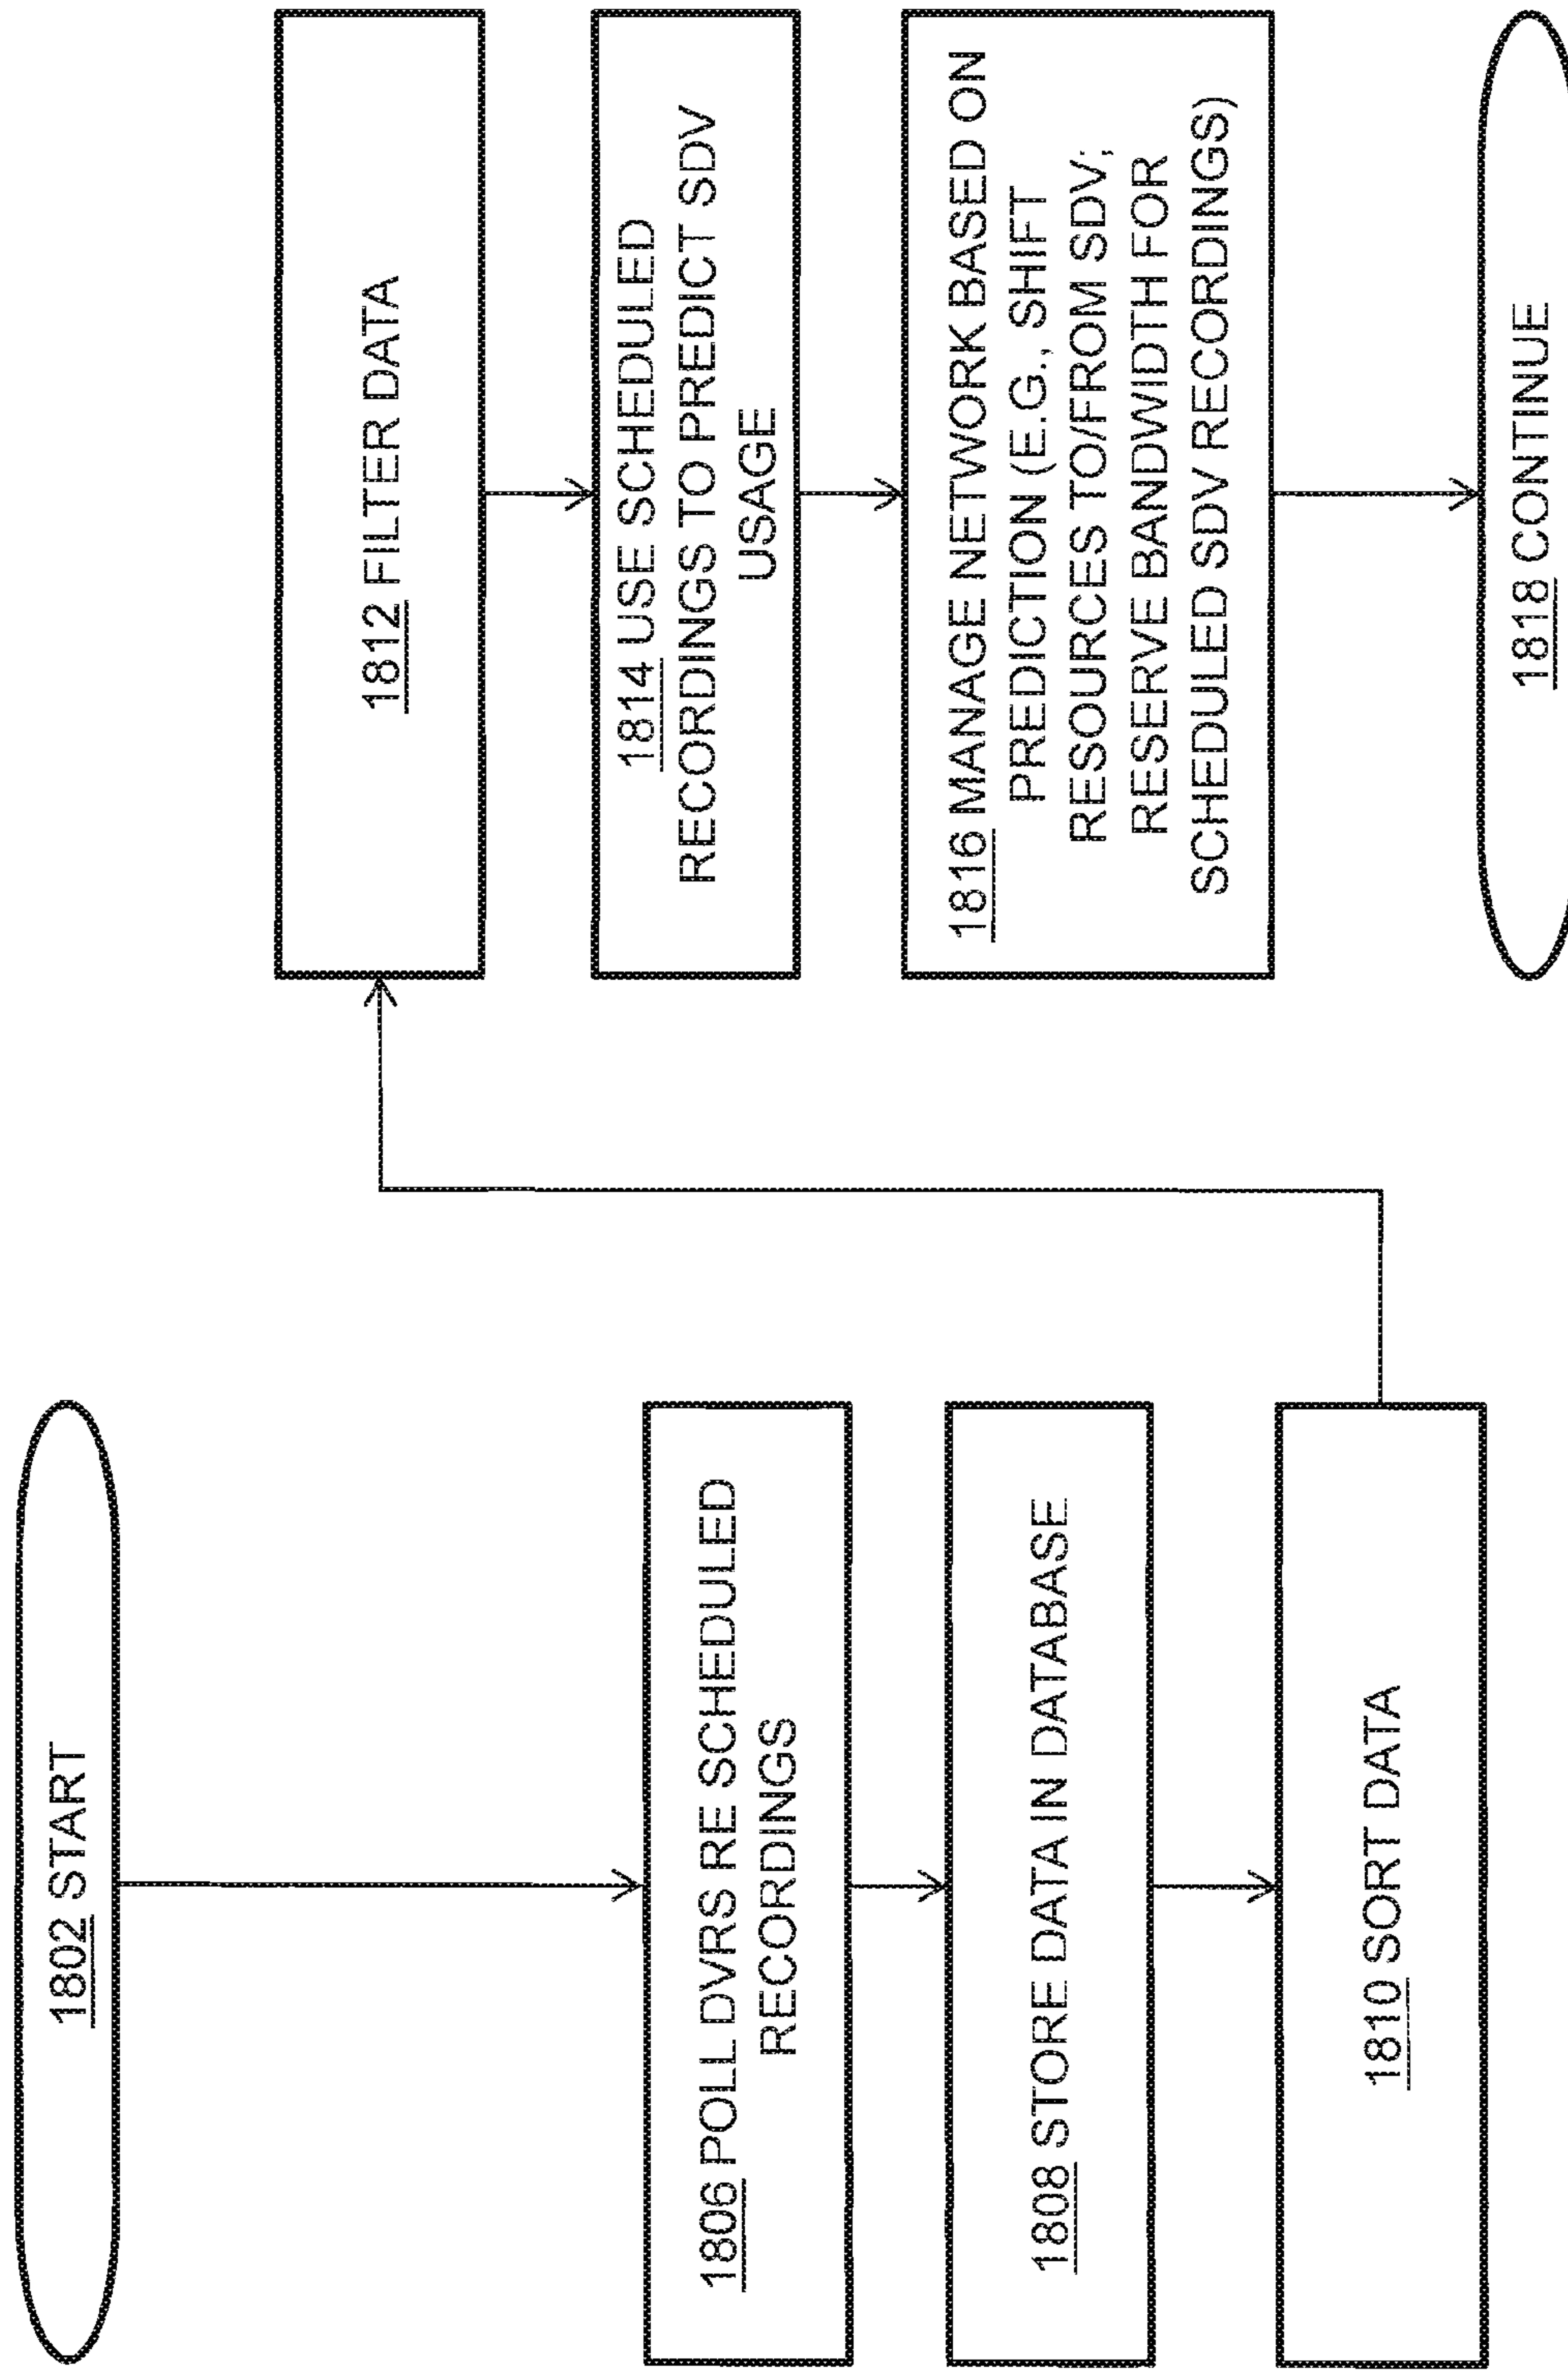 1802 START
1806 POLL DVRS RE SCHEDULED
RECORDINGS
1808 STORE DATA IN DATABASE
1810 SORT DATA
1812 FILTER DATA
1814 USE SCHEDULED
RECORDINGS TO PREDICT SDV
USAGE
1816 MANAGE NETWORK BASED ON
PREDICTION (E.G., SHIFT
RESOURCES TO/FROM SDV;
RESERVE BANDWIDTH FOR
SCHEDULED SDV RECORDINGS)
1818 CONTINUE